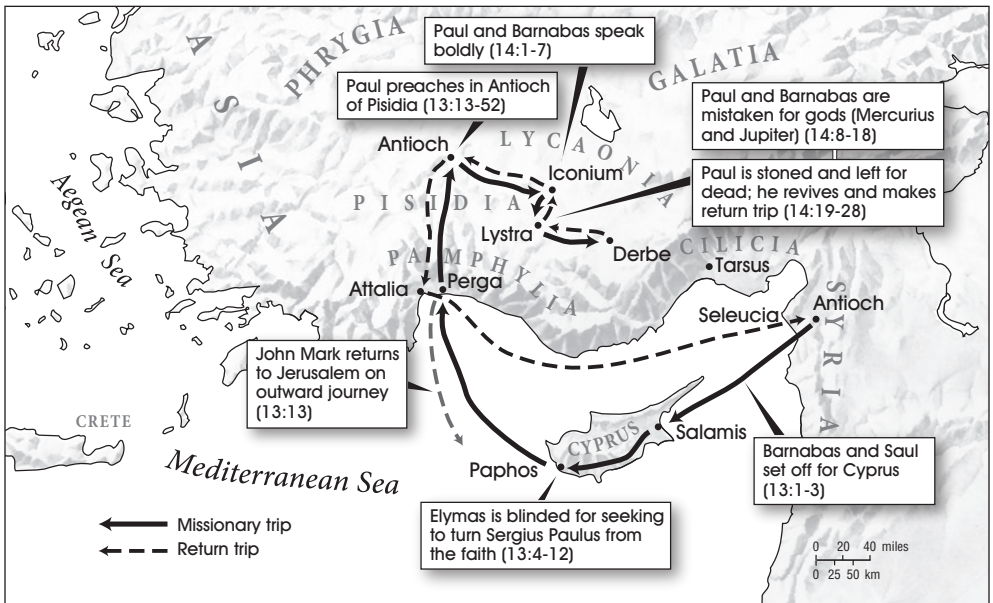 Paul and Barnabas speak
boldly (14:1-7)
ASIA
PHRYGIA
GALATIA
Paul preaches in Antioch
of Pisidia (13:13-52)
Paul and Barnabas are
mistaken for gods (Mercurius
and Jupiter) (14:8-18)
Antioch
LYCAONIA
Iconium
Paul is stoned and left for
dead; he revives and makes
return trip (14:19-28)
Aegean
Sea
PISIDIA
Lystra
Derbe
CILICIA
Tarsus
PAMPHYLIA
Attalia
Perga
Seleucia
Antioch
SYRIA
John Mark returns
to Jerusalem on
outward journey
(13:13)
CRETE
CYPRUS
Salamis
Mediterranean Sea
Paphos
Barnabas and Saul
set off for Cyprus
(13:1-3)
Elymas is blinded for seeking
to turn Sergius Paulus from
the faith (13:4-12)
Missionary trip
Return trip
0 20 40 miles
0 25 50 km